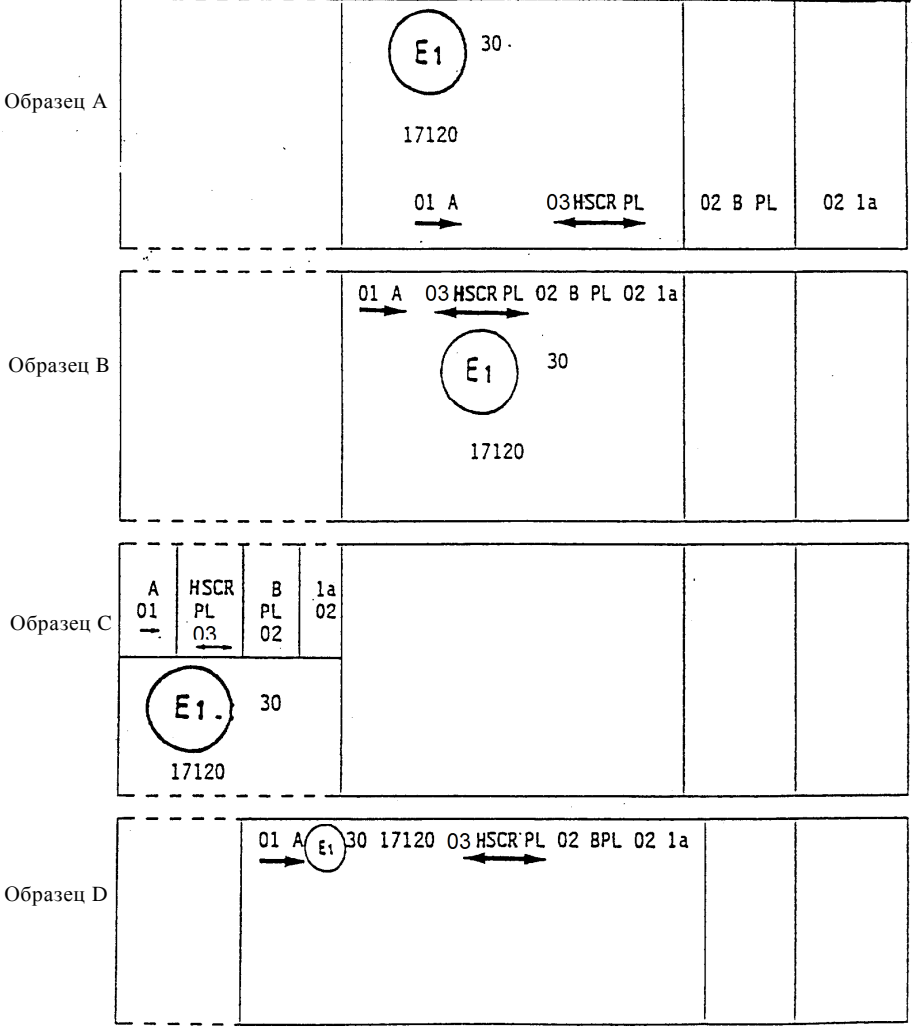 E1 30
Образец A
17120
01 A 03 HSCR PL 02 B PL 02 1a
01 A 03 HSCR PL 02 B PL 02 1a
Образец B
E1 30
17120
A HSCR B 1a
01 PL PL 02
03 02
Образец C
E1 30
17120
01 A E1 30 17120 03 HSCR PL 02 BPL 02 1a
Образец D